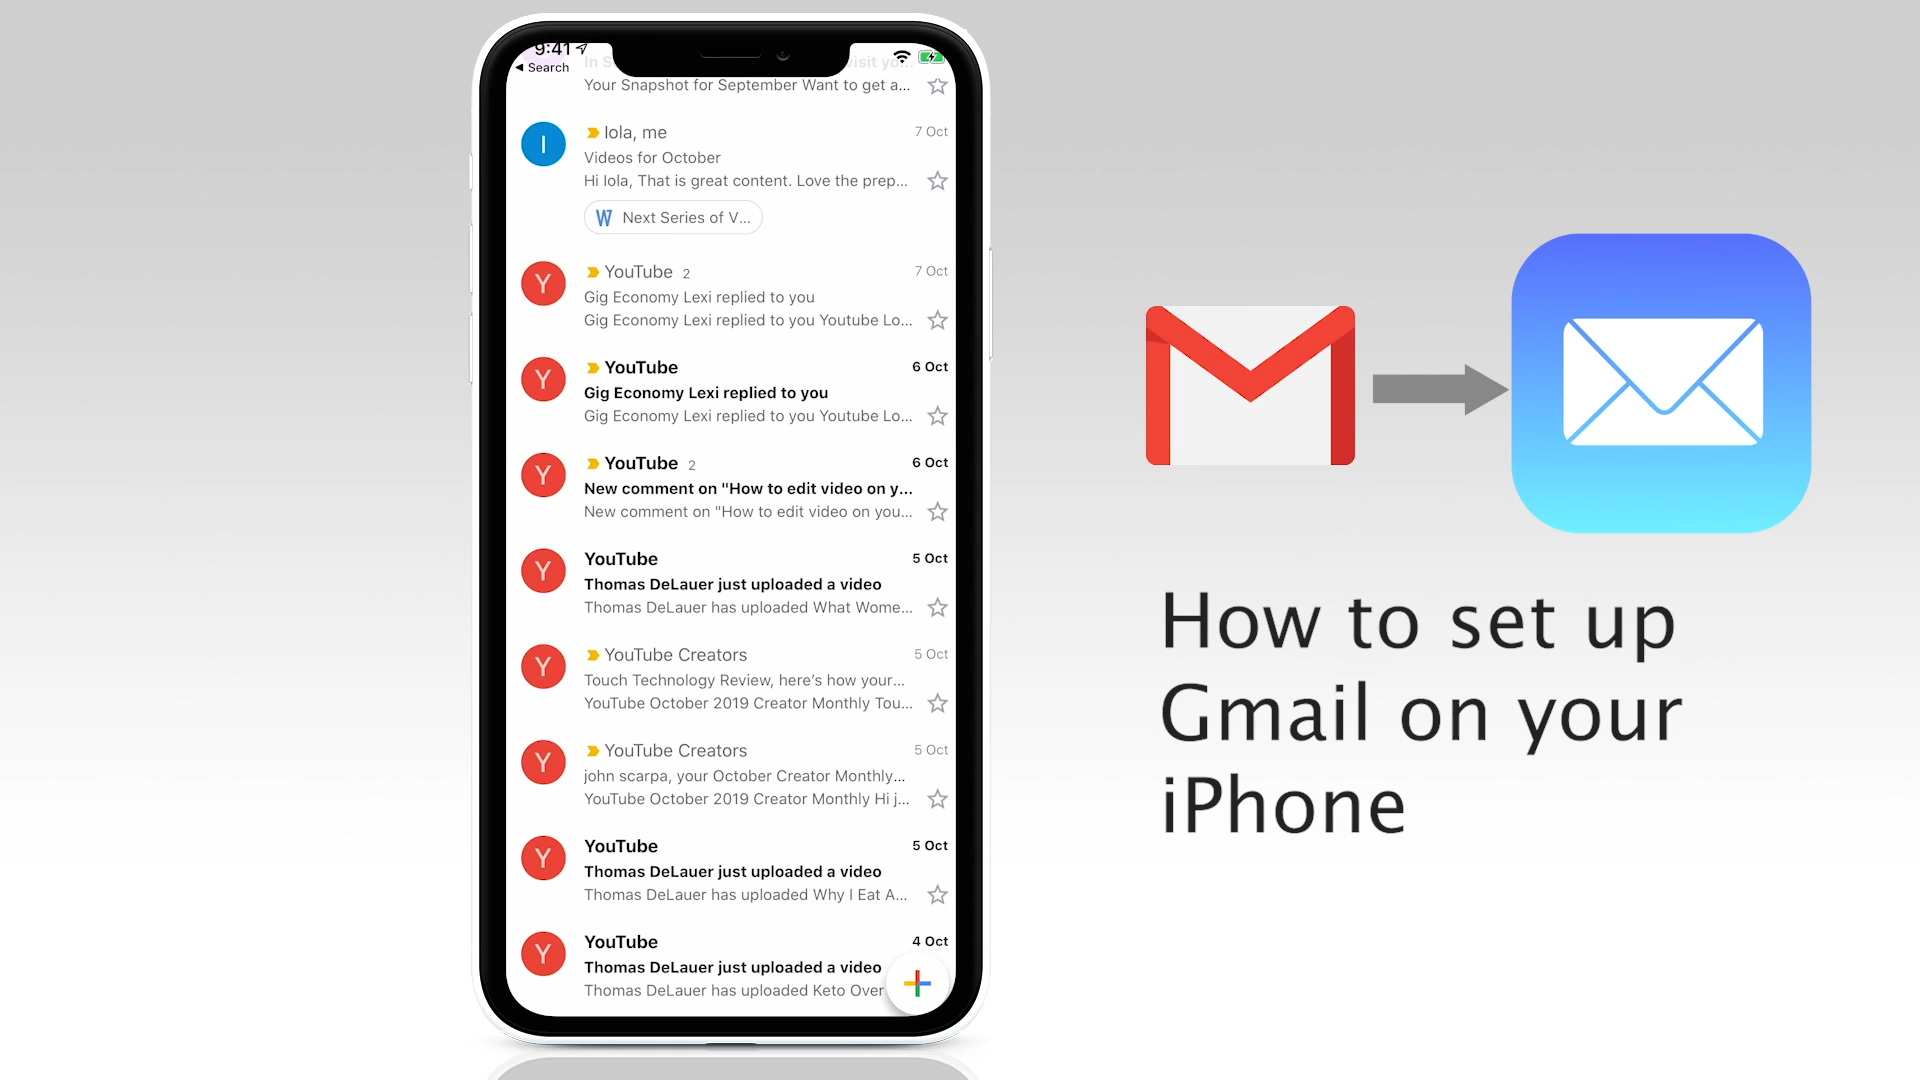 9:41
◄ Search
Your Snapshot for September Want to get a...
I
Iola, me
7 Oct
Videos for October
Hi Iola, That is great content. Love the prep...
W Next Series of V...
Y
YouTube 2
7 Oct
Gig Economy Lexi replied to you
Gig Economy Lexi replied to you Youtube Lo...
Y
YouTube
6 Oct
Gig Economy Lexi replied to you
Gig Economy Lexi replied to you Youtube Lo...
Y
YouTube 2
6 Oct
New comment on "How to edit video on y...
New comment on "How to edit video on you...
Y
YouTube
5 Oct
Thomas DeLauer just uploaded a video
Thomas DeLauer has uploaded What Wome...
Y
YouTube Creators
5 Oct
Touch Technology Review, here's how your...
YouTube October 2019 Creator Monthly Tou...
Y
YouTube Creators
5 Oct
john scarpa, your October Creator Monthly...
YouTube October 2019 Creator Monthly Hi j...
Y
YouTube
5 Oct
Thomas DeLauer just uploaded a video
Thomas DeLauer has uploaded Why I Eat A...
Y
YouTube
4 Oct
Thomas DeLauer just uploaded a video
Thomas DeLauer has uploaded Keto Over
How to set up
Gmail on your
iPhone